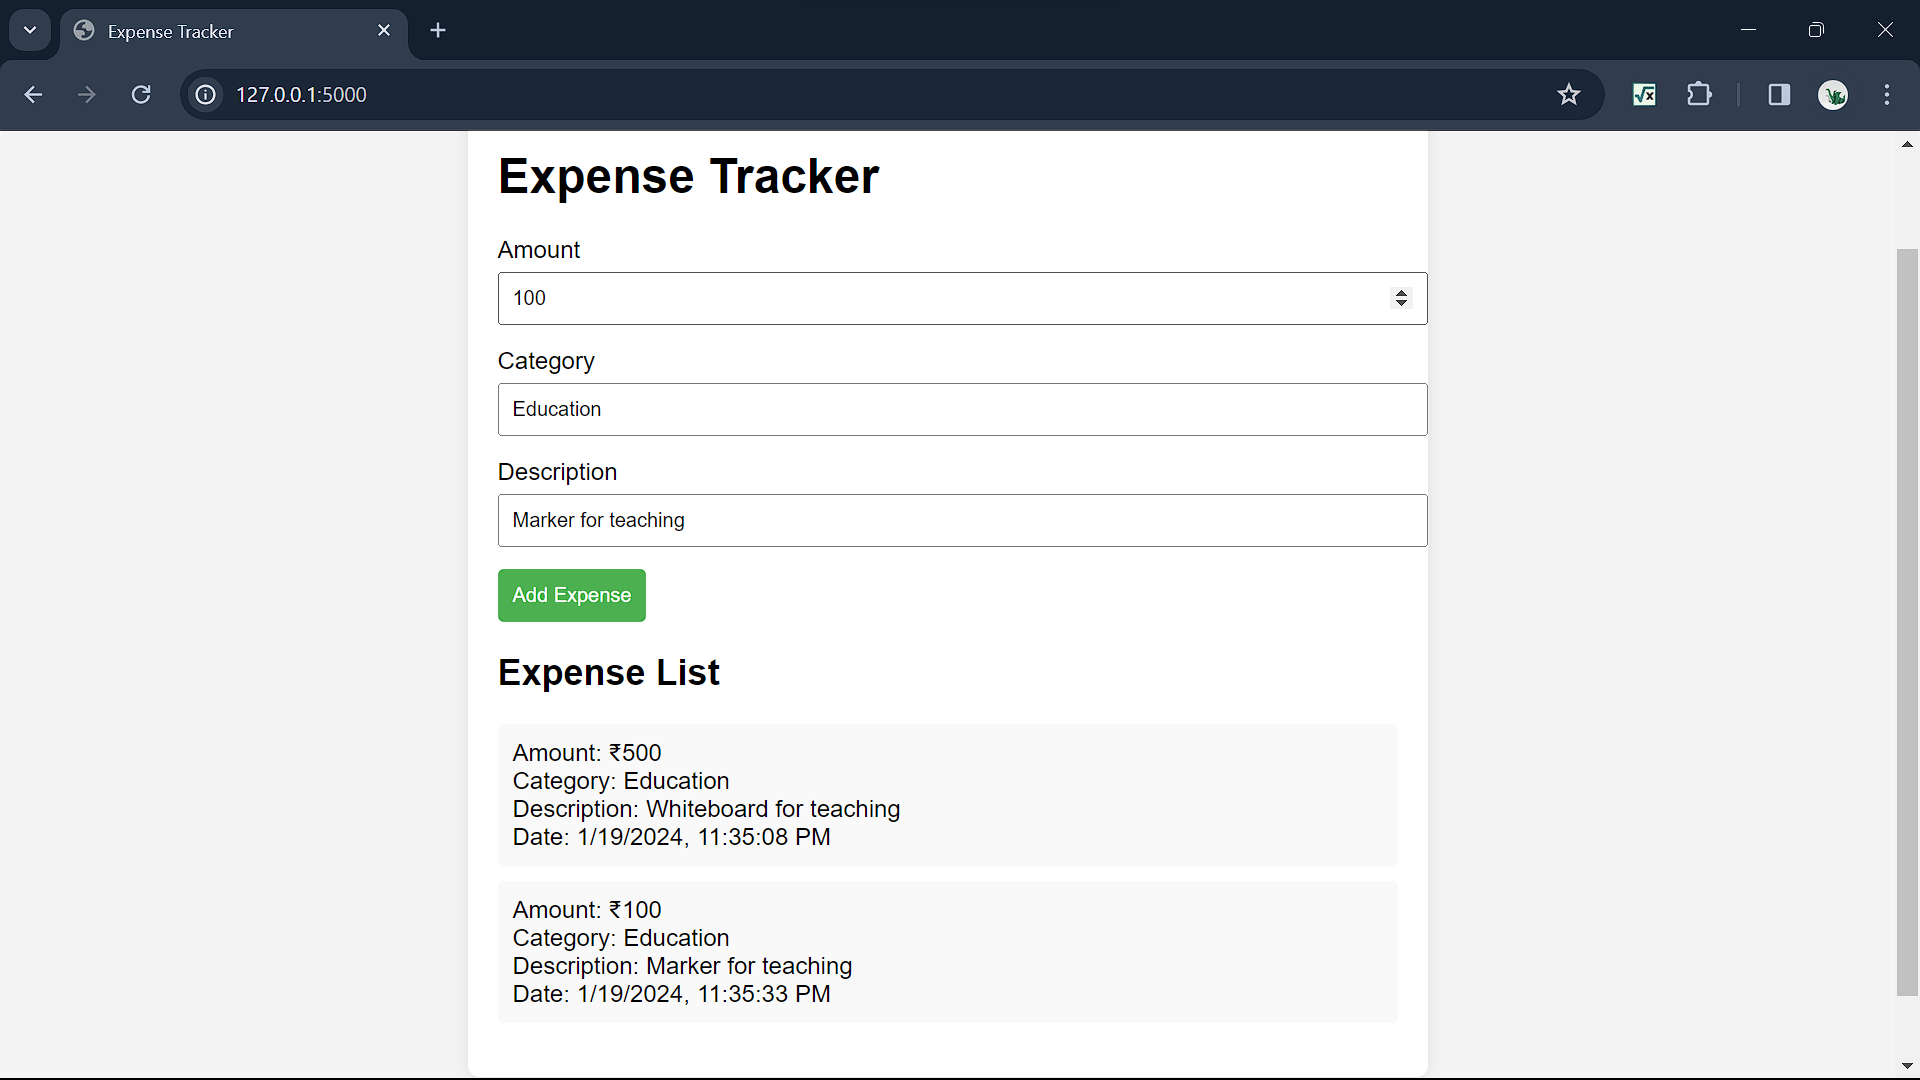 Expense Tracker
127.0.0.1:5000
Expense Tracker
Amount
100
Category
Education
Description
Marker for teaching
Add Expense
Expense List
Amount: ₹500
Category: Education
Description: Whiteboard for teaching
Date: 1/19/2024, 11:35:08 PM
Amount: ₹100
Category: Education
Description: Marker for teaching
Date: 1/19/2024, 11:35:33 PM